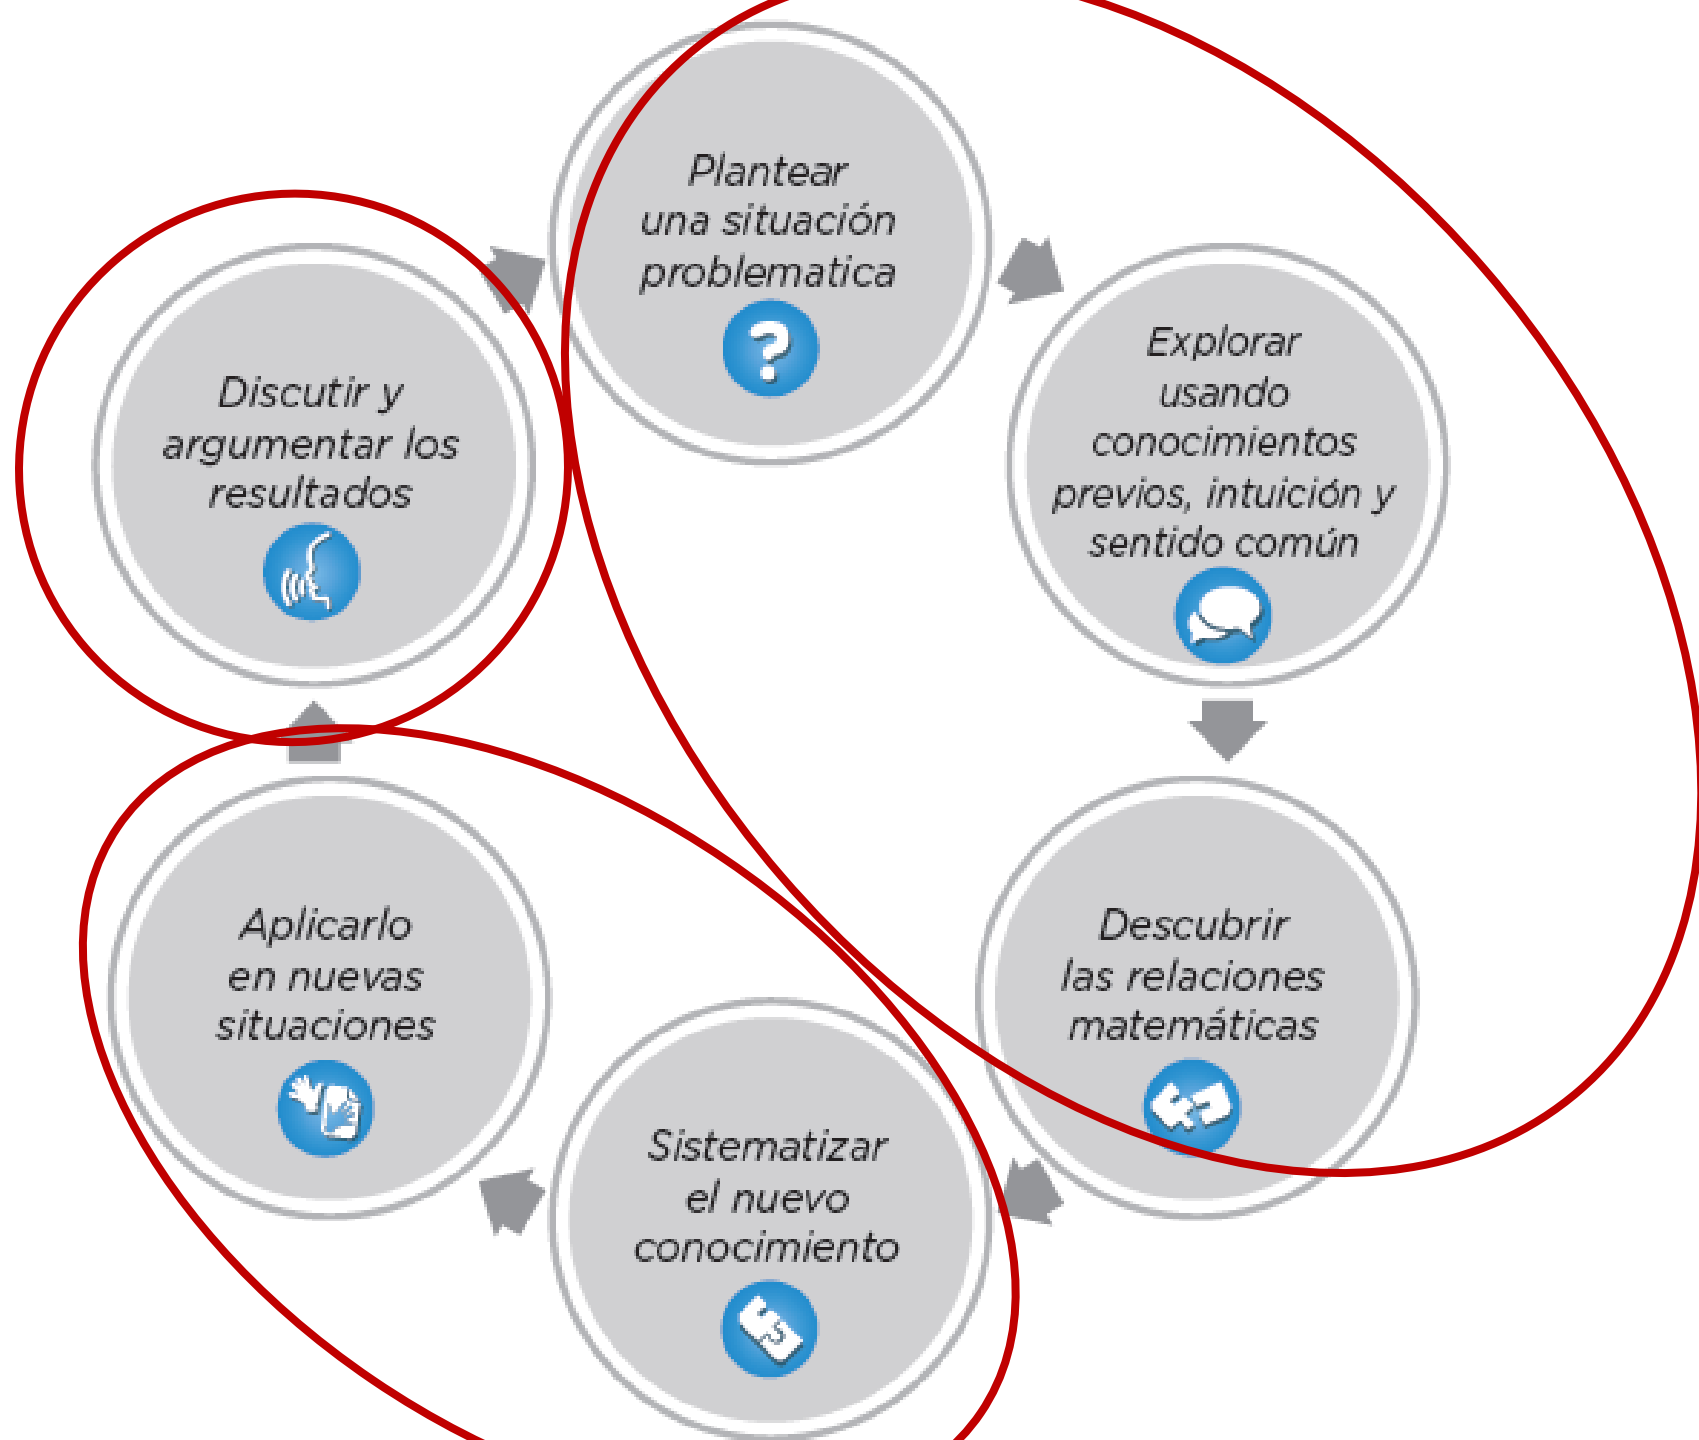 Plantear
una situación
problematica
Explorar
usando
conocimientos
previos, intuición y
sentido común
Descubrir
las relaciones
matemáticas
Sistematizar
el nuevo
conocimiento
Aplicarlo
en nuevas
situaciones
Discutir y
argumentar los
resultados